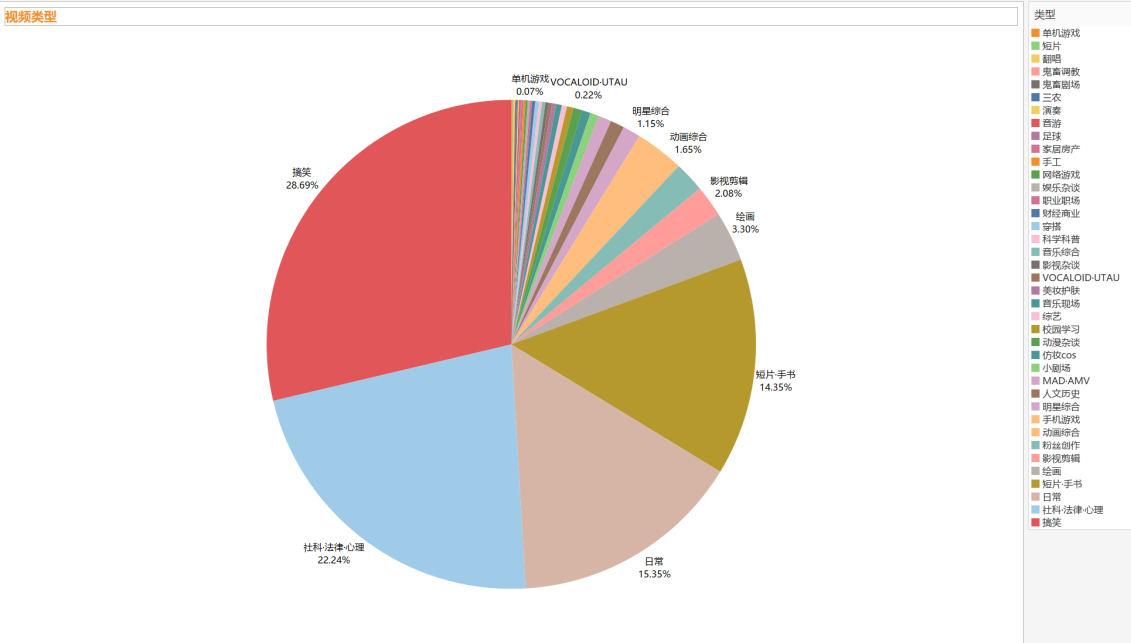 视频类型
单机游戏
0.07%
VOCALOID·UTAU
0.22%
明星综合
1.15%
动画综合
1.65%
影视剪辑
2.08%
绘画
3.30%
短片·手书
14.35%
日常
15.35%
社科·法律·心理
22.24%
搞笑
28.69%
类型
单机游戏
短片
翻唱
鬼畜调教
鬼畜剧场
三农
演奏
音游
足球
家居房产
手工
网络游戏
娱乐杂谈
职业职场
财经商业
穿搭
科学科普
音乐综合
影视杂谈
VOCALOID·UTAU
美妆护肤
音乐现场
综艺
校园学习
动漫杂谈
仿妆cos
小剧场
MAD·AMV
人文历史
明星综合
手机游戏
动画综合
粉丝创作
影视剪辑
绘画
短片·手书
日常
社科·法律·心理
搞笑